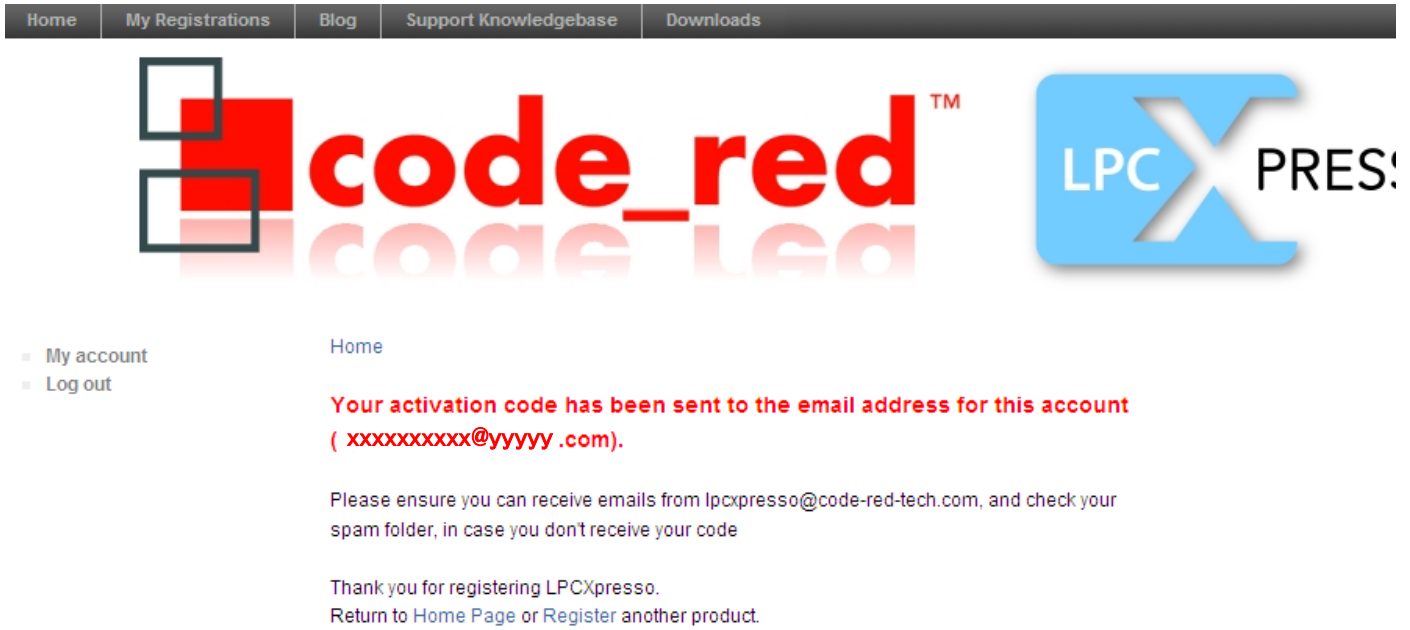 Home My Registrations Blog Support Knowledgebase Downloads
code_red™
LPC X PRESS
My account
Log out
Home
Your activation code has been sent to the email address for this account
( xxxxxxxxxx@yyyyy .com).
Please ensure you can receive emails from lpcxpresso@code-red-tech.com, and check your
spam folder, in case you don't receive your code
Thank you for registering LPCXpresso.
Return to Home Page or Register another product.